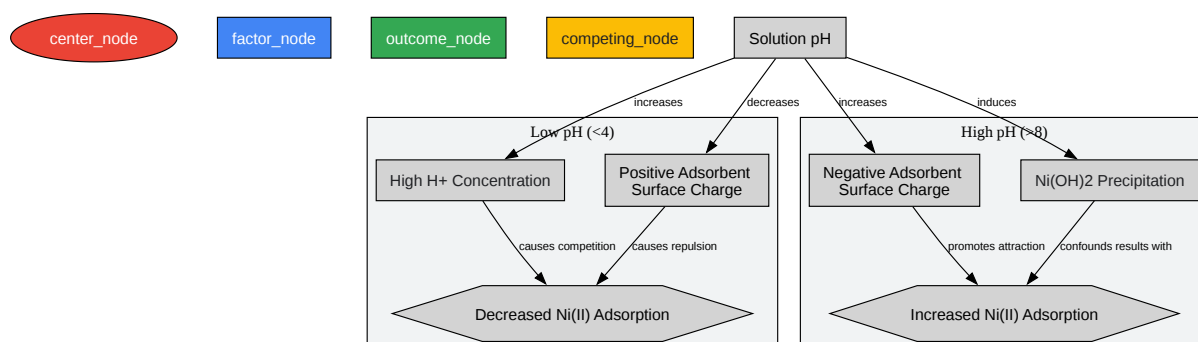 center_node
factor_node
outcome_node
competing_node
Solution pH
increases
decreases
increases
induces
Low pH (<4)
High pH (>8)
High H+ Concentration
Positive Adsorbent
Surface Charge
Negative Adsorbent
Surface Charge
Ni(OH)2 Precipitation
causes competition
causes repulsion
promotes attraction
confounds results with
Decreased Ni(II) Adsorption
Increased Ni(II) Adsorption